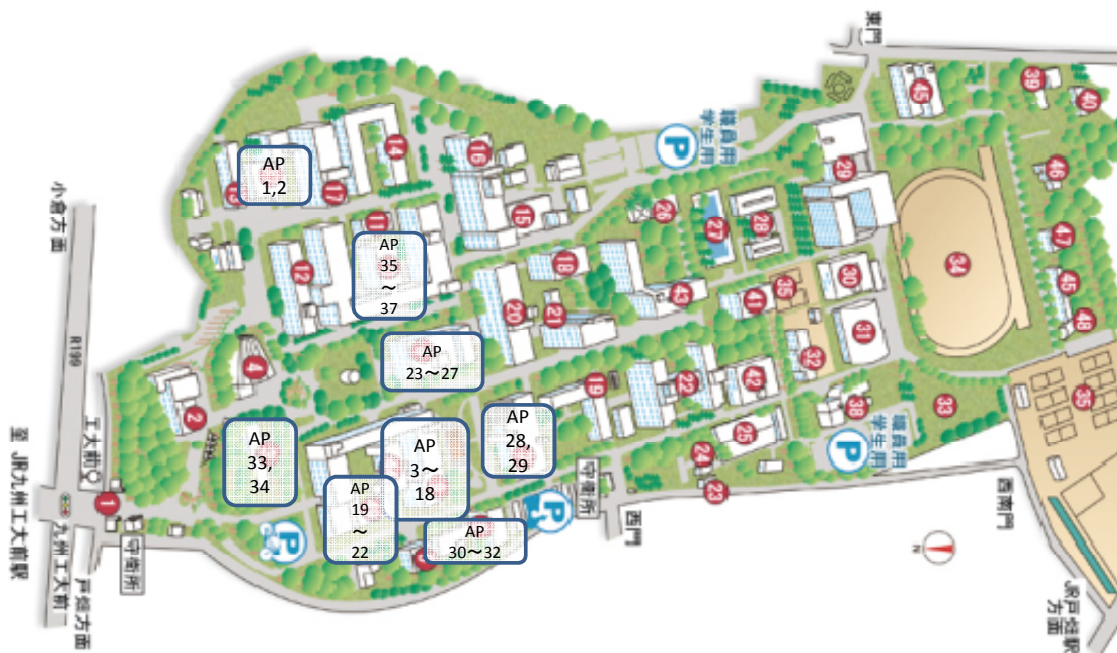 東門
45
39
40
職員用
学生用
P
14
16
29
46
AP
1,2
17
26
27
28
小倉方面
11
15
47
34
12
AP
35
～
37
18
43
41
35
30
45
20
21
31
48
R199
4
AP
23～27
32
19
22
42
2
38
33
35
工大前
AP
33,
34
AP
3～
18
AP
28,
29
25
職員用
学生用
P
24
23
至 JR九州工大前駅
1
AP
19
～
22
守衛所
西門
西南門
九州工大前
守衛所
P
P
AP
30～32
N
戸畑方面
JR戸畑駅
方面